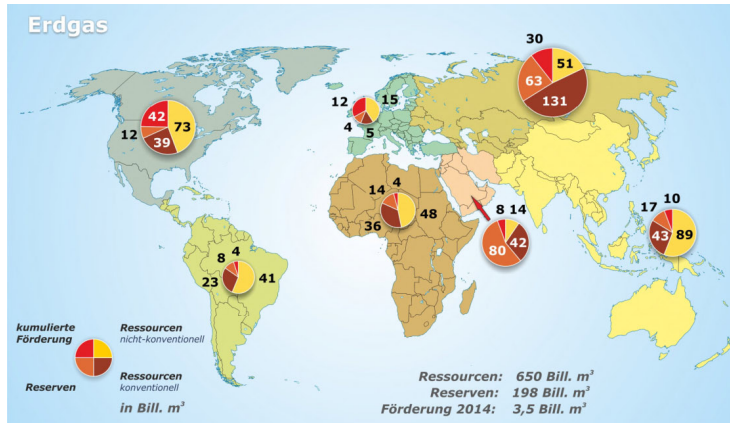 Erdgas
30
51
63
131
12
15
4
5
42
73
12
39
14
4
36
48
8
14
80
42
17
10
43
89
8
4
23
41
kumulierte
Förderung
Ressourcen
nicht-konventionell
Reserven
Ressourcen
konventionell
in Bill. m³
Ressourcen: 650 Bill. m³
Reserven: 198 Bill. m³
Förderung 2014: 3,5 Bill. m³